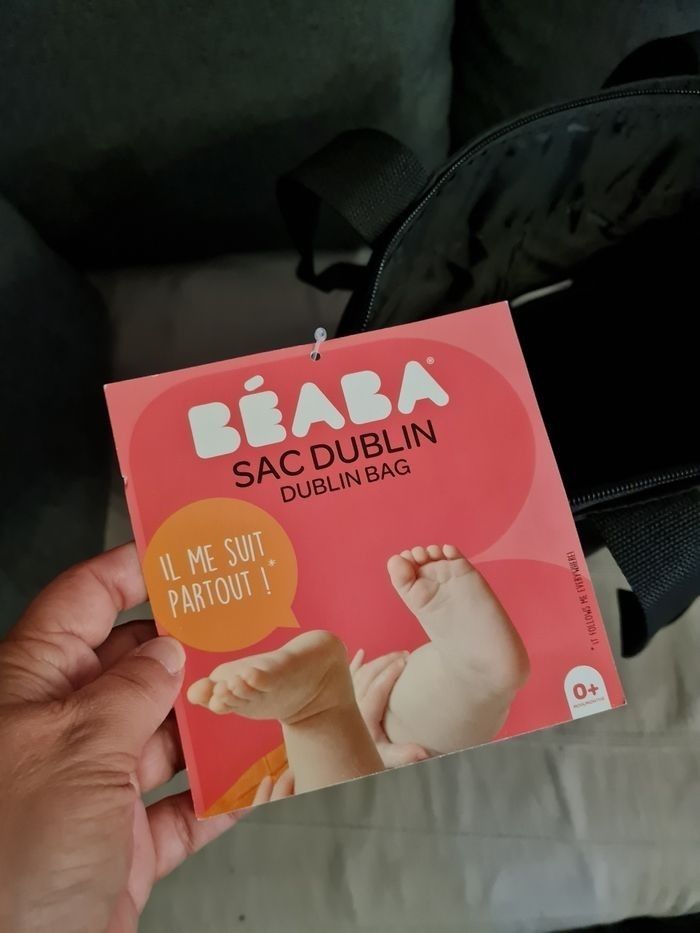 BÉABA®
SAC DUBLIN
DUBLIN BAG
IL ME SUIT
PARTOUT !*
* IT FOLLOWS ME EVERYWHERE!
0+